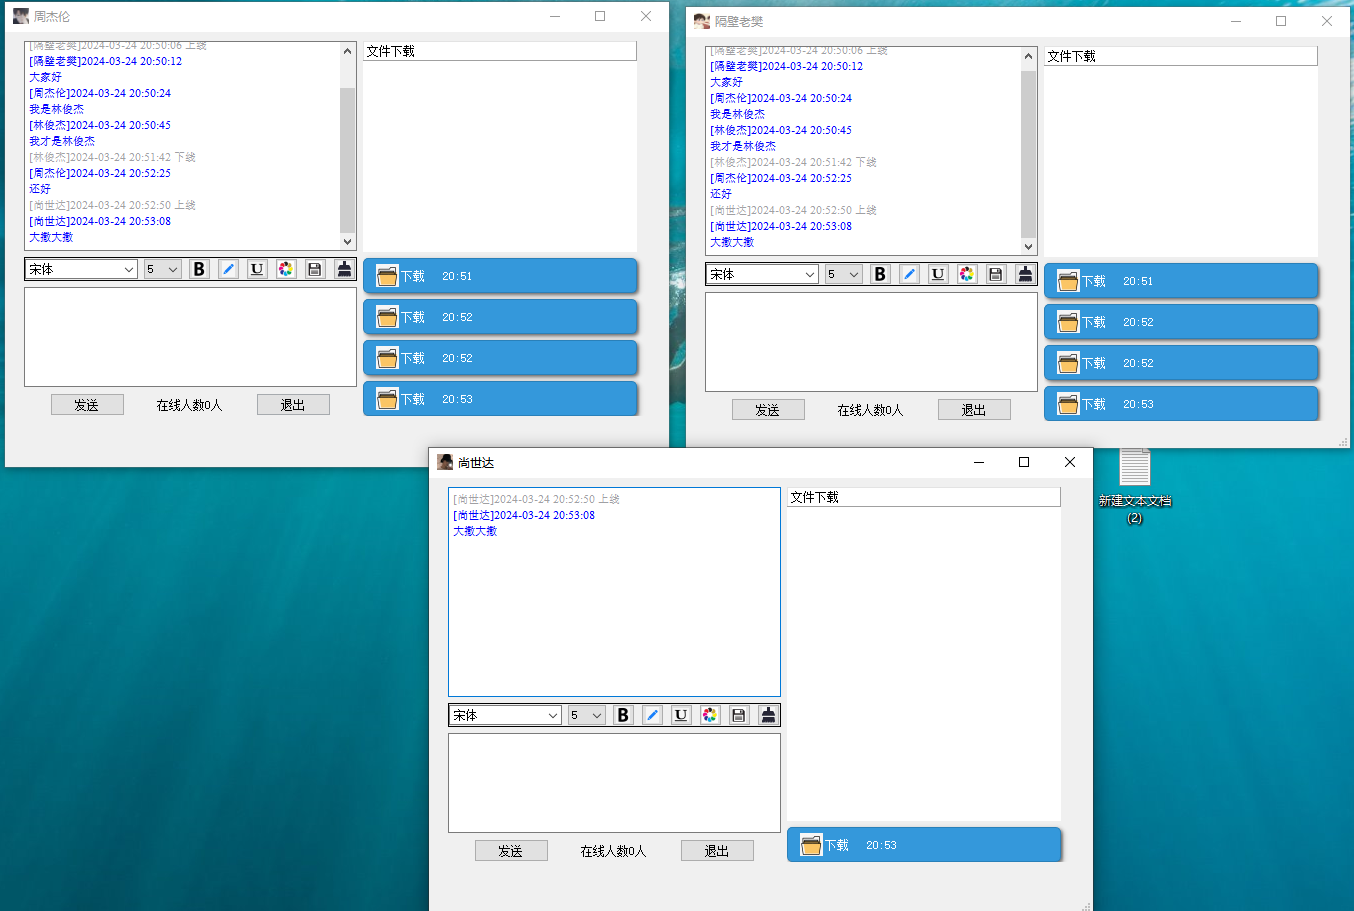 周杰伦
[隔壁老樊]2024-03-24 20:50:06 上线
[隔壁老樊]2024-03-24 20:50:12
大家好
[周杰伦]2024-03-24 20:50:24
我是林俊杰
[林俊杰]2024-03-24 20:50:45
我才是林俊杰
[林俊杰]2024-03-24 20:51:42 下线
[周杰伦]2024-03-24 20:52:25
还好
[尚世达]2024-03-24 20:52:50 上线
[尚世达]2024-03-24 20:53:08
大撒大撒
宋体 5 B U
发送 在线人数0人 退出
文件下载
下载 20:51
下载 20:52
下载 20:52
下载 20:53
隔壁老樊
[隔壁老樊]2024-03-24 20:50:06 上线
[隔壁老樊]2024-03-24 20:50:12
大家好
[周杰伦]2024-03-24 20:50:24
我是林俊杰
[林俊杰]2024-03-24 20:50:45
我才是林俊杰
[林俊杰]2024-03-24 20:51:42 下线
[周杰伦]2024-03-24 20:52:25
还好
[尚世达]2024-03-24 20:52:50 上线
[尚世达]2024-03-24 20:53:08
大撒大撒
宋体 5 B U
发送 在线人数0人 退出
文件下载
下载 20:51
下载 20:52
下载 20:52
下载 20:53
尚世达
[尚世达]2024-03-24 20:52:50 上线
[尚世达]2024-03-24 20:53:08
大撒大撒
宋体 5 B U
发送 在线人数0人 退出
文件下载
下载 20:53
新建文本文档
(2)